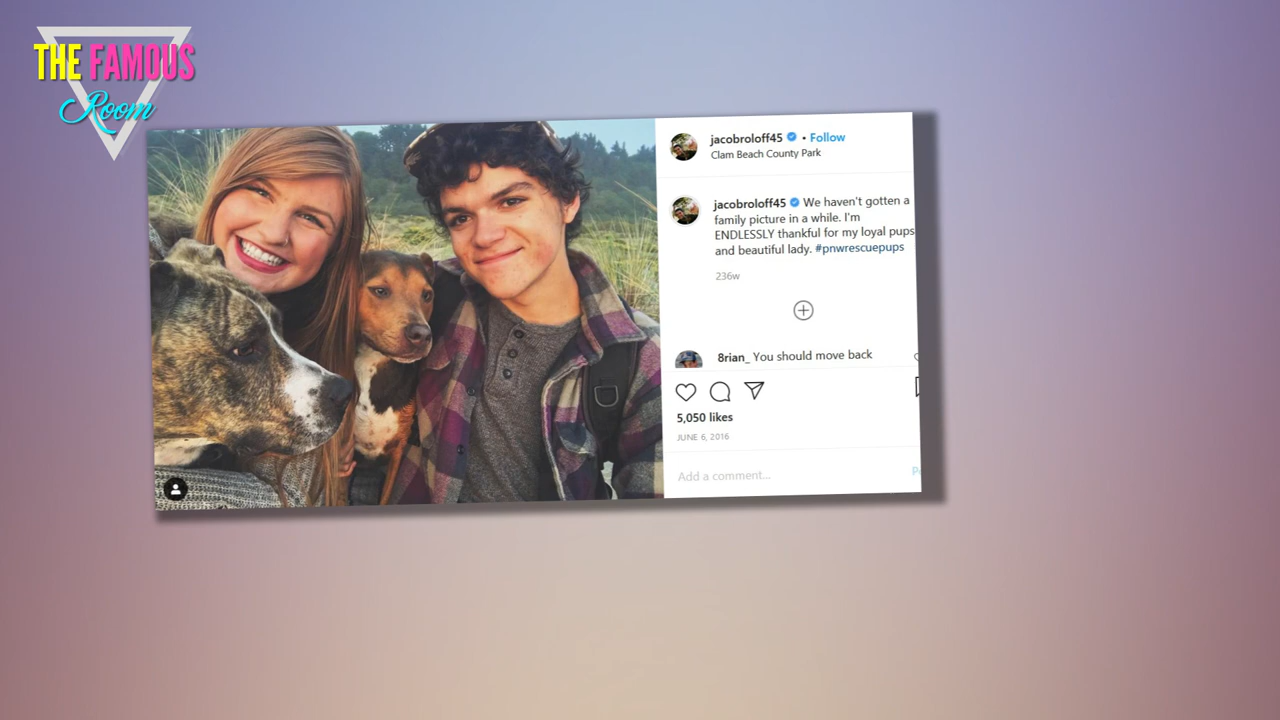 THE FAMOUS
Room
jacobroloff45 • Follow
Clam Beach County Park
jacobroloff45 We haven't gotten a
family picture in a while. I'm
ENDLESSLY thankful for my loyal pups
and beautiful lady. #pnwrescuepups
236w
8rian_ You should move back
5,050 likes
JUNE 6, 2016
Add a comment...